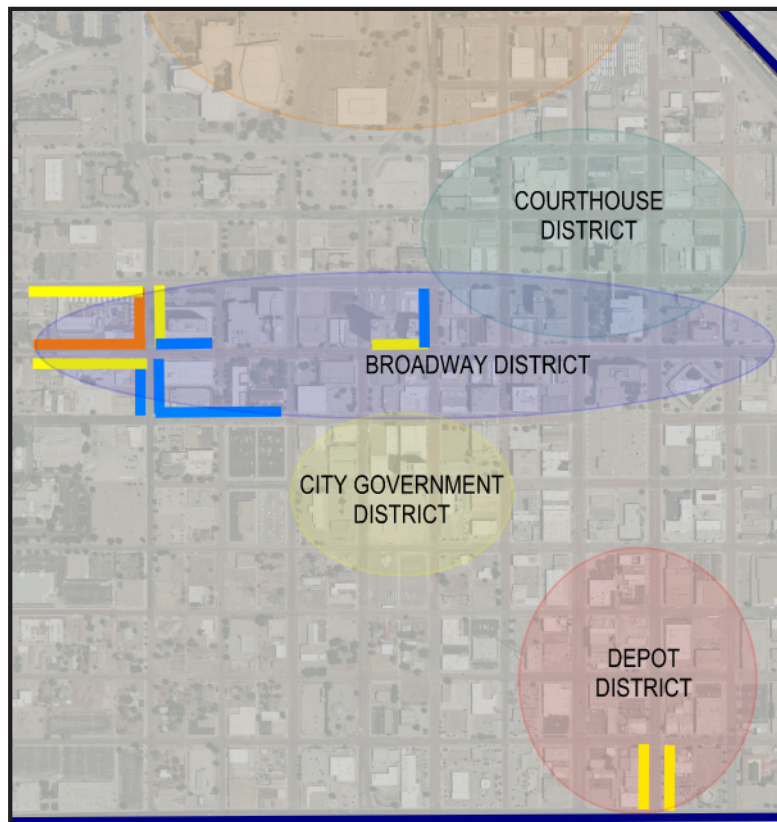 COURTHOUSE
DISTRICT
BROADWAY DISTRICT
CITY GOVERNMENT
DISTRICT
DEPOT
DISTRICT